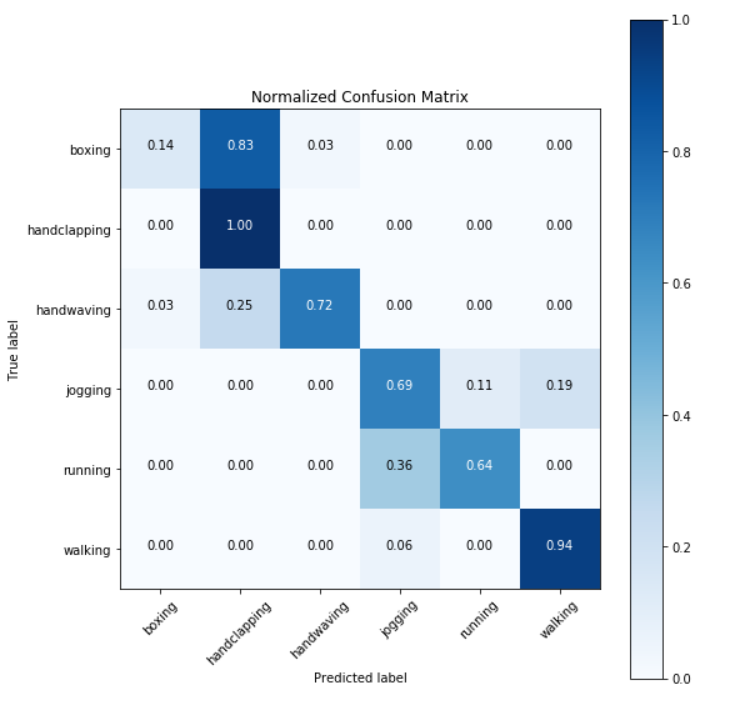 Normalized Confusion Matrix
True label
boxing 0.14 0.83 0.03 0.00 0.00 0.00
handclapping 0.00 1.00 0.00 0.00 0.00 0.00
handwaving 0.03 0.25 0.72 0.00 0.00 0.00
jogging 0.00 0.00 0.00 0.69 0.11 0.19
running 0.00 0.00 0.00 0.36 0.64 0.00
walking 0.00 0.00 0.00 0.06 0.00 0.94
boxing handclapping handwaving jogging running walking
Predicted label
1.0
0.8
0.6
0.4
0.2
0.0